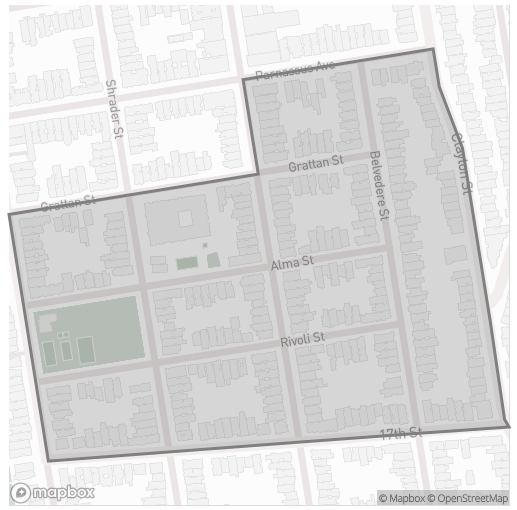 Parnassus Ave
Shrader St
Clayton St
Grattan St
Belvedere St
Grattan St
Alma St
Rivoli St
17th St
mapbox
© Mapbox © OpenStreetMap